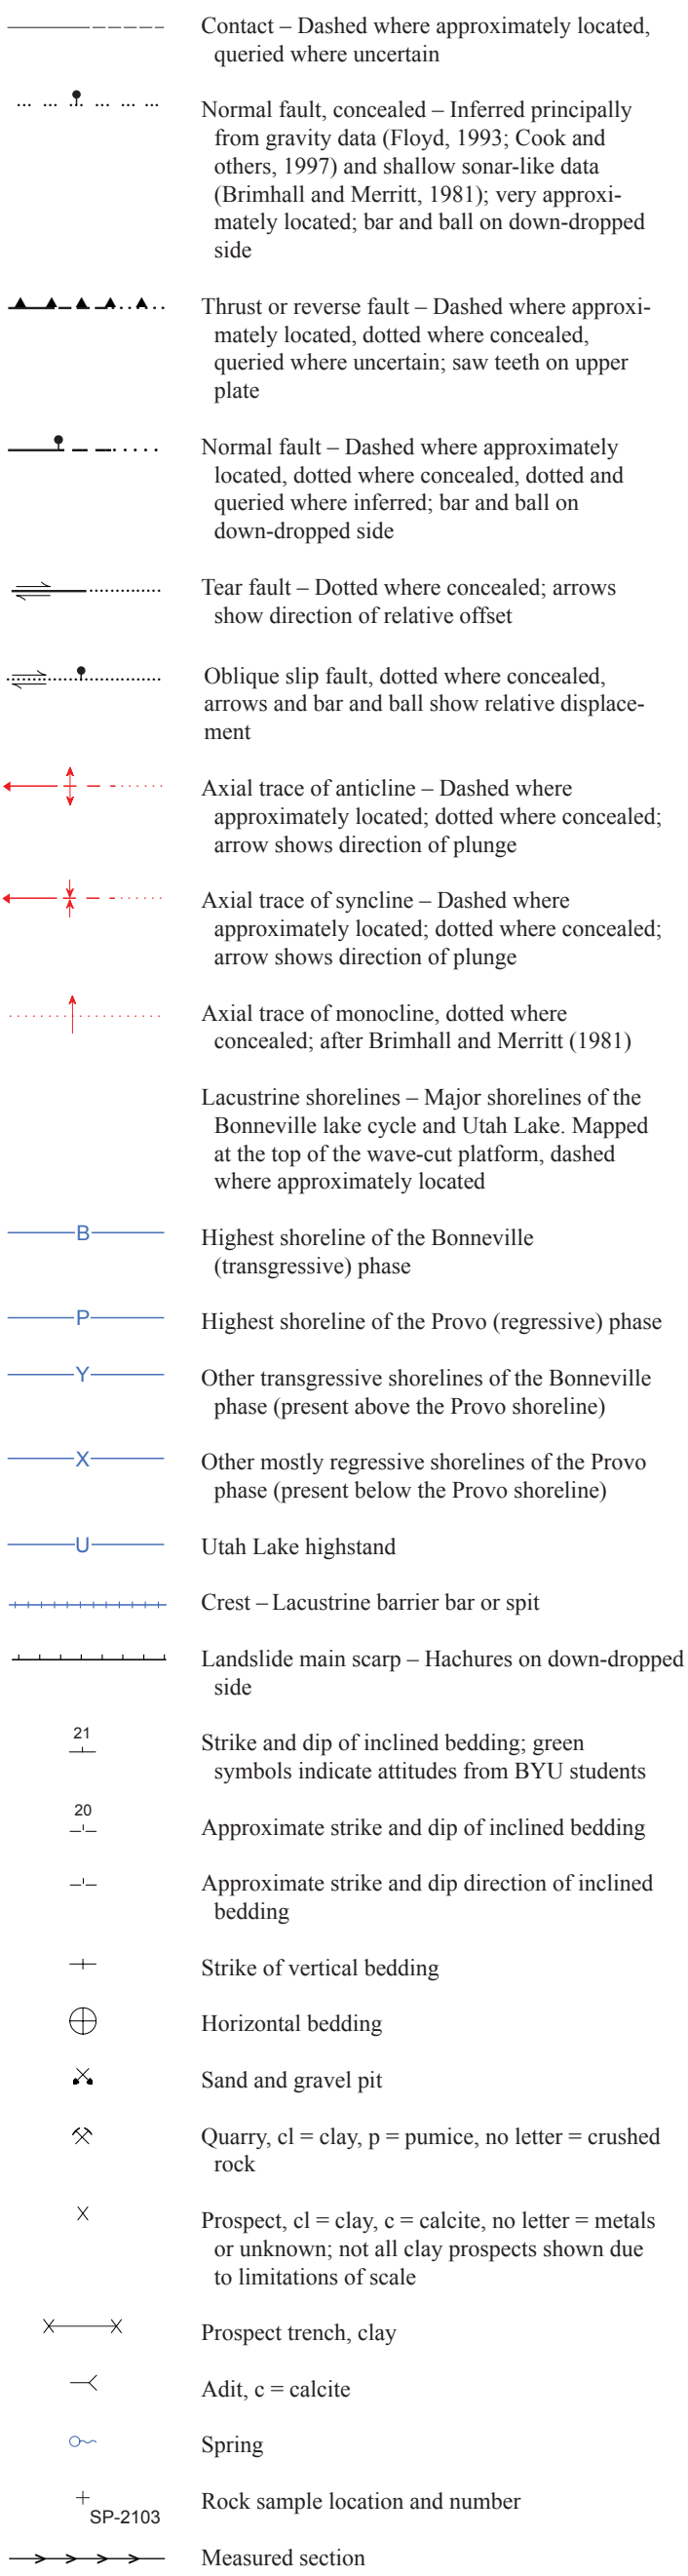 Contact – Dashed where approximately located,
queried where uncertain
Normal fault, concealed – Inferred principally
from gravity data (Floyd, 1993; Cook and
others, 1997) and shallow sonar-like data
(Brimhall and Merritt, 1981); very approxi-
mately located; bar and ball on down-dropped
side
Thrust or reverse fault – Dashed where approxi-
mately located, dotted where concealed,
queried where uncertain; saw teeth on upper
plate
Normal fault – Dashed where approximately
located, dotted where concealed, dotted and
queried where inferred; bar and ball on
down-dropped side
Tear fault – Dotted where concealed; arrows
show direction of relative offset
Oblique slip fault, dotted where concealed,
arrows and bar and ball show relative displace-
ment
Axial trace of anticline – Dashed where
approximately located; dotted where concealed;
arrow shows direction of plunge
Axial trace of syncline – Dashed where
approximately located; dotted where concealed;
arrow shows direction of plunge
Axial trace of monocline, dotted where
concealed; after Brimhall and Merritt (1981)
Lacustrine shorelines – Major shorelines of the
Bonneville lake cycle and Utah Lake. Mapped
at the top of the wave-cut platform, dashed
where approximately located
B Highest shoreline of the Bonneville
(transgressive) phase
P Highest shoreline of the Provo (regressive) phase
Y Other transgressive shorelines of the Bonneville
phase (present above the Provo shoreline)
X Other mostly regressive shorelines of the Provo
phase (present below the Provo shoreline)
U Utah Lake highstand
Crest – Lacustrine barrier bar or spit
Landslide main scarp – Hachures on down-dropped
side
21 Strike and dip of inclined bedding; green
symbols indicate attitudes from BYU students
20 Approximate strike and dip of inclined bedding
Approximate strike and dip direction of inclined
bedding
Strike of vertical bedding
Horizontal bedding
Sand and gravel pit
Quarry, cl = clay, p = pumice, no letter = crushed
rock
Prospect, cl = clay, c = calcite, no letter = metals
or unknown; not all clay prospects shown due
to limitations of scale
Prospect trench, clay
Adit, c = calcite
Spring
Rock sample location and number
SP-2103
Measured section